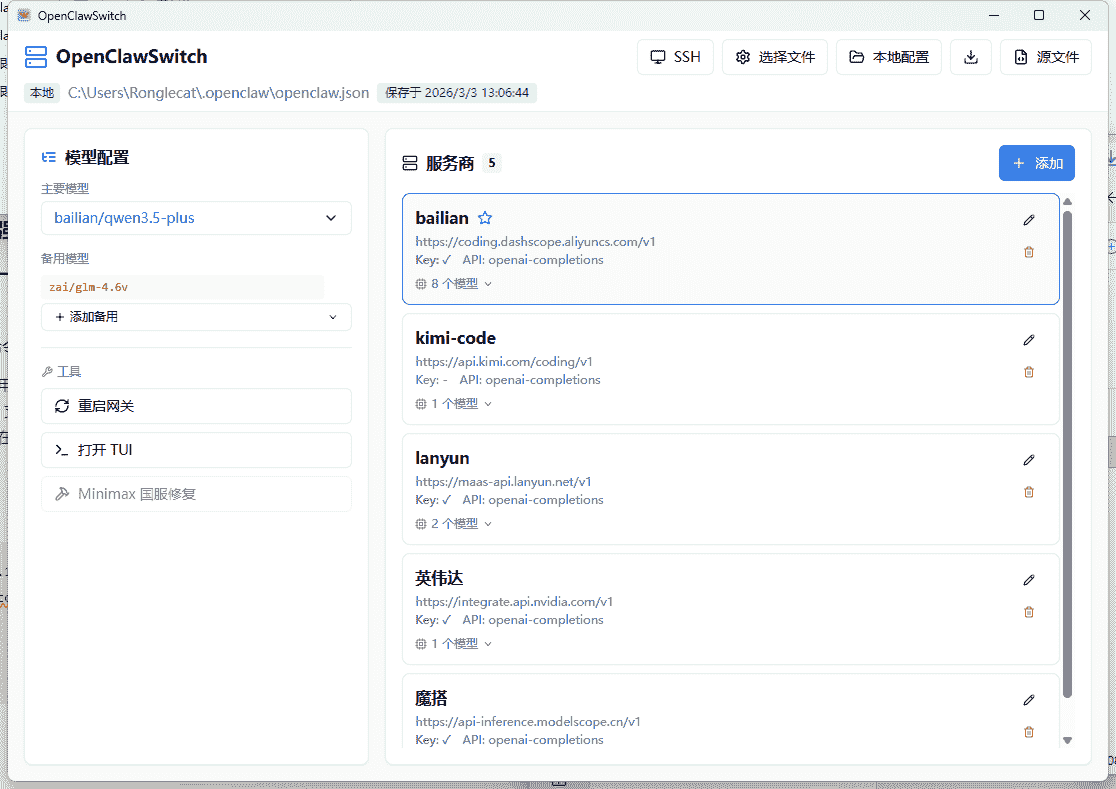 OpenClawSwitch
OpenClawSwitch
SSH
选择文件
本地配置
源文件
本地 C:\Users\Ronglecat\.openclaw\openclaw.json 保存于 2026/3/3 13:06:44
模型配置
主要模型
bailian/qwen3.5-plus
备用模型
zai/glm-4.6v
+ 添加备用
工具
重启网关
打开 TUI
Minimax 国服修复
服务商 5
+ 添加
bailian
https://coding.dashscope.aliyuncs.com/v1
Key: ✓ API: openai-completions
8 个模型
kimi-code
https://api.kimi.com/coding/v1
Key: - API: openai-completions
1 个模型
lanyun
https://maas-api.lanyun.net/v1
Key: ✓ API: openai-completions
2 个模型
英伟达
https://integrate.api.nvidia.com/v1
Key: ✓ API: openai-completions
1 个模型
魔搭
https://api-inference.modelscope.cn/v1
Key: ✓ API: openai-completions